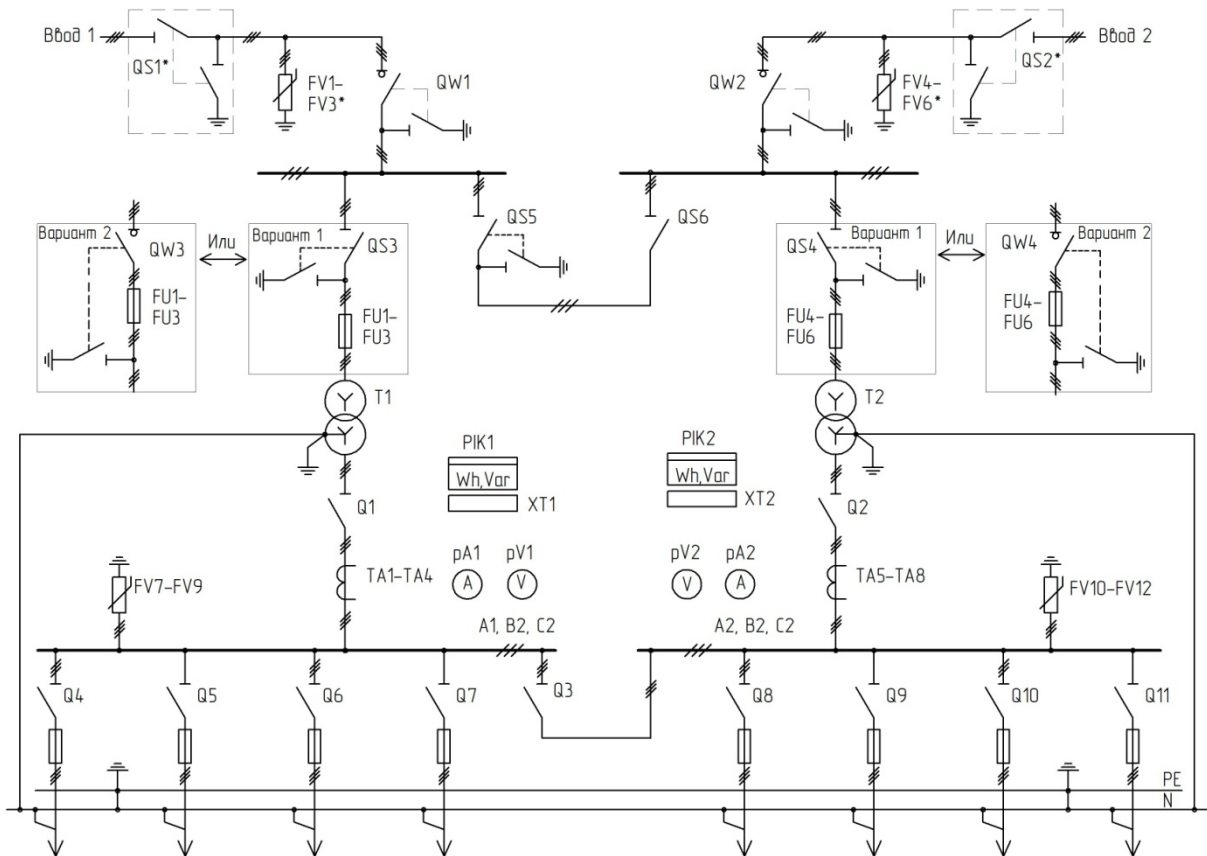 Ввод 1
QS1*
FV1-
FV3*
QW1
QW2
FV4-
FV6*
QS2*
Ввод 2
Вариант 2
QW3
FU1-
FU3
Или
Вариант 1
QS3
FU1-
FU3
QS5
QS6
QS4
Вариант 1
FU4-
FU6
Или
QW4
Вариант 2
FU4-
FU6
T1
T2
PIK1
Wh,Var
XT1
PIK2
Wh,Var
XT2
Q1
Q2
pA1
A
pV1
V
pV2
V
pA2
A
TA1-TA4
TA5-TA8
FV7-FV9
FV10-FV12
A1, B2, C2
A2, B2, C2
Q4
Q5
Q6
Q7
Q3
Q8
Q9
Q10
Q11
PE
N